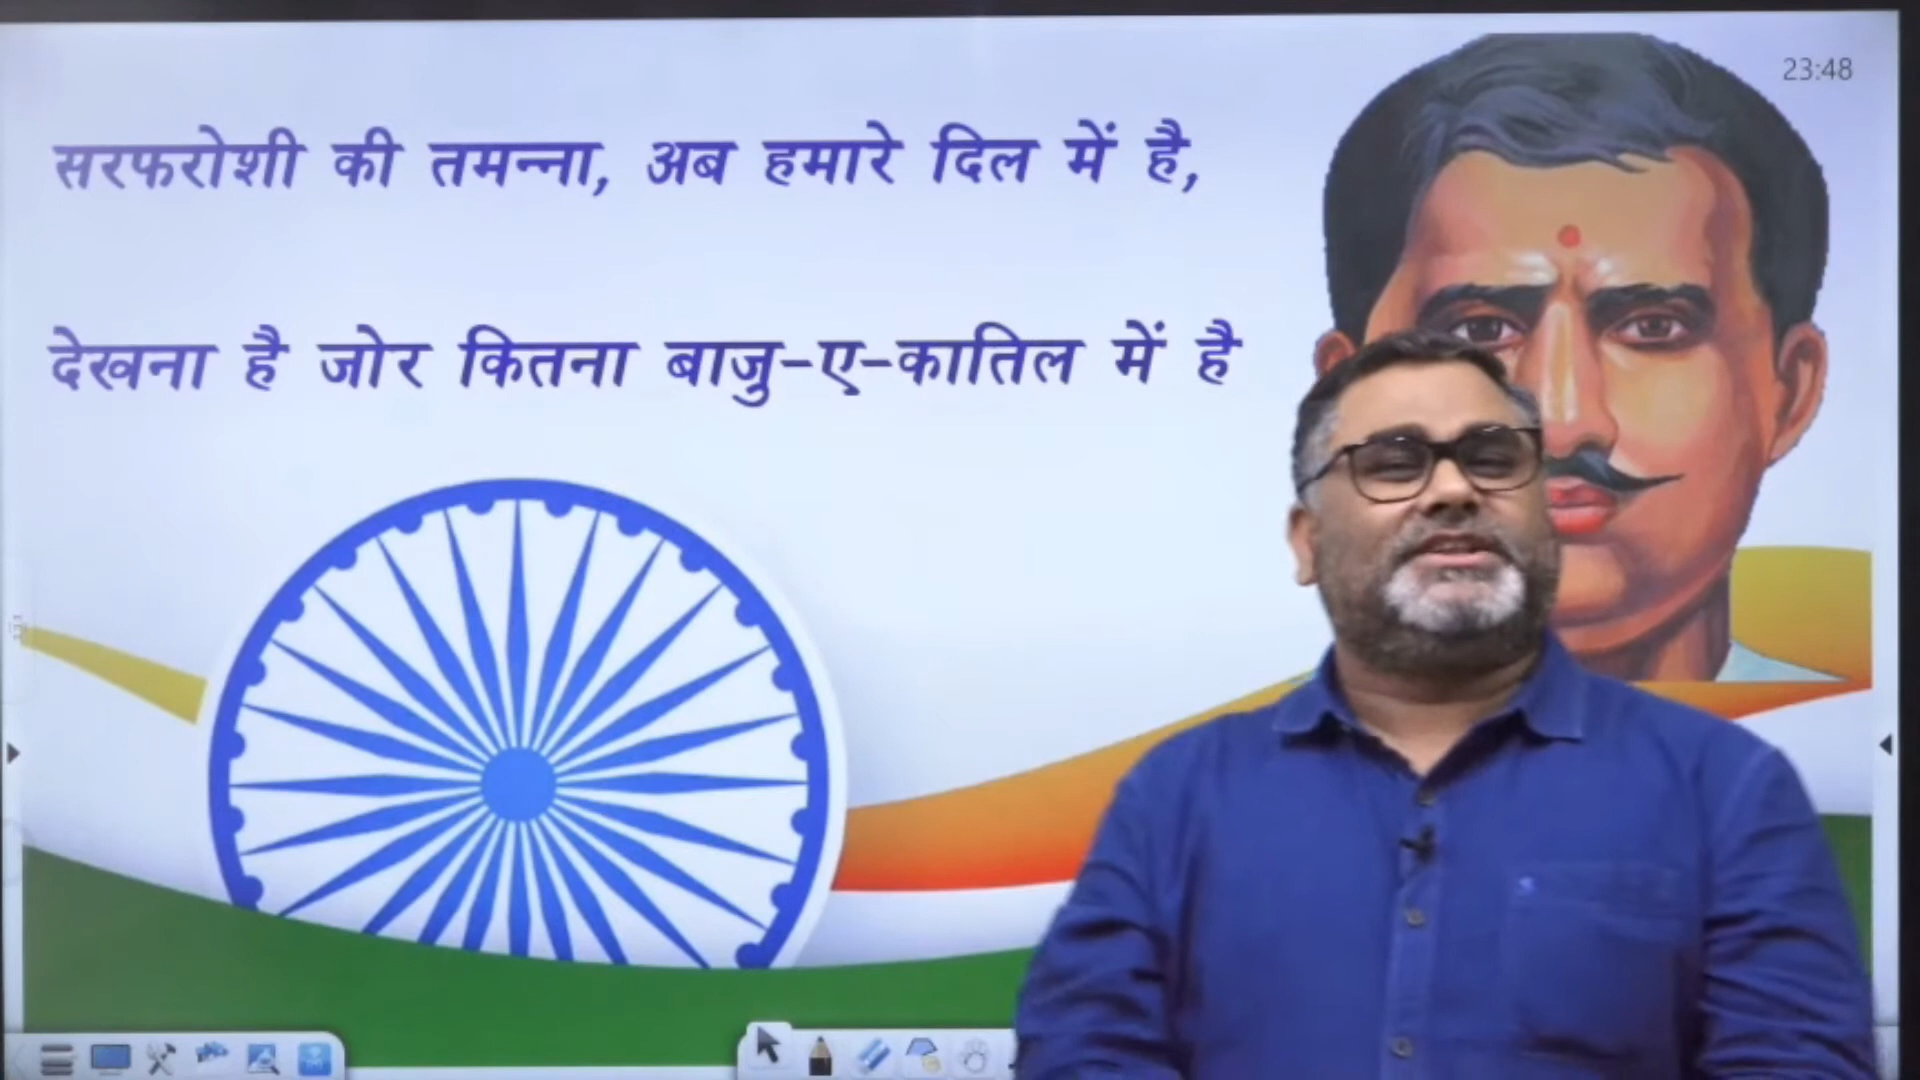 23:48
सरफरोशी की तमन्ना, अब हमारे दिल में है,
देखना है जोर कितना बाजु-ए-कातिल में है